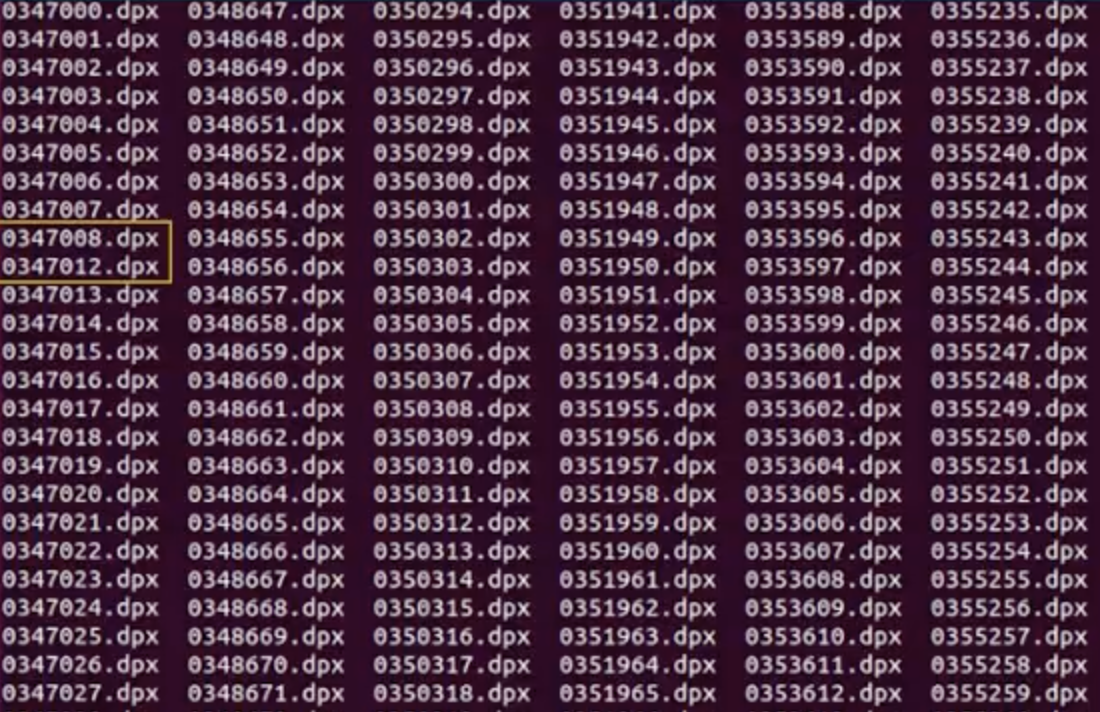 0347000.dpx 0348647.dpx 0350294.dpx 0351941.dpx 0353588.dpx 0355235.dpx
0347001.dpx 0348648.dpx 0350295.dpx 0351942.dpx 0353589.dpx 0355236.dpx
0347002.dpx 0348649.dpx 0350296.dpx 0351943.dpx 0353590.dpx 0355237.dpx
0347003.dpx 0348650.dpx 0350297.dpx 0351944.dpx 0353591.dpx 0355238.dpx
0347004.dpx 0348651.dpx 0350298.dpx 0351945.dpx 0353592.dpx 0355239.dpx
0347005.dpx 0348652.dpx 0350299.dpx 0351946.dpx 0353593.dpx 0355240.dpx
0347006.dpx 0348653.dpx 0350300.dpx 0351947.dpx 0353594.dpx 0355241.dpx
0347007.dpx 0348654.dpx 0350301.dpx 0351948.dpx 0353595.dpx 0355242.dpx
0347008.dpx 0348655.dpx 0350302.dpx 0351949.dpx 0353596.dpx 0355243.dpx
0347012.dpx 0348656.dpx 0350303.dpx 0351950.dpx 0353597.dpx 0355244.dpx
0347013.dpx 0348657.dpx 0350304.dpx 0351951.dpx 0353598.dpx 0355245.dpx
0347014.dpx 0348658.dpx 0350305.dpx 0351952.dpx 0353599.dpx 0355246.dpx
0347015.dpx 0348659.dpx 0350306.dpx 0351953.dpx 0353600.dpx 0355247.dpx
0347016.dpx 0348660.dpx 0350307.dpx 0351954.dpx 0353601.dpx 0355248.dpx
0347017.dpx 0348661.dpx 0350308.dpx 0351955.dpx 0353602.dpx 0355249.dpx
0347018.dpx 0348662.dpx 0350309.dpx 0351956.dpx 0353603.dpx 0355250.dpx
0347019.dpx 0348663.dpx 0350310.dpx 0351957.dpx 0353604.dpx 0355251.dpx
0347020.dpx 0348664.dpx 0350311.dpx 0351958.dpx 0353605.dpx 0355252.dpx
0347021.dpx 0348665.dpx 0350312.dpx 0351959.dpx 0353606.dpx 0355253.dpx
0347022.dpx 0348666.dpx 0350313.dpx 0351960.dpx 0353607.dpx 0355254.dpx
0347023.dpx 0348667.dpx 0350314.dpx 0351961.dpx 0353608.dpx 0355255.dpx
0347024.dpx 0348668.dpx 0350315.dpx 0351962.dpx 0353609.dpx 0355256.dpx
0347025.dpx 0348669.dpx 0350316.dpx 0351963.dpx 0353610.dpx 0355257.dpx
0347026.dpx 0348670.dpx 0350317.dpx 0351964.dpx 0353611.dpx 0355258.dpx
0347027.dpx 0348671.dpx 0350318.dpx 0351965.dpx 0353612.dpx 0355259.dpx